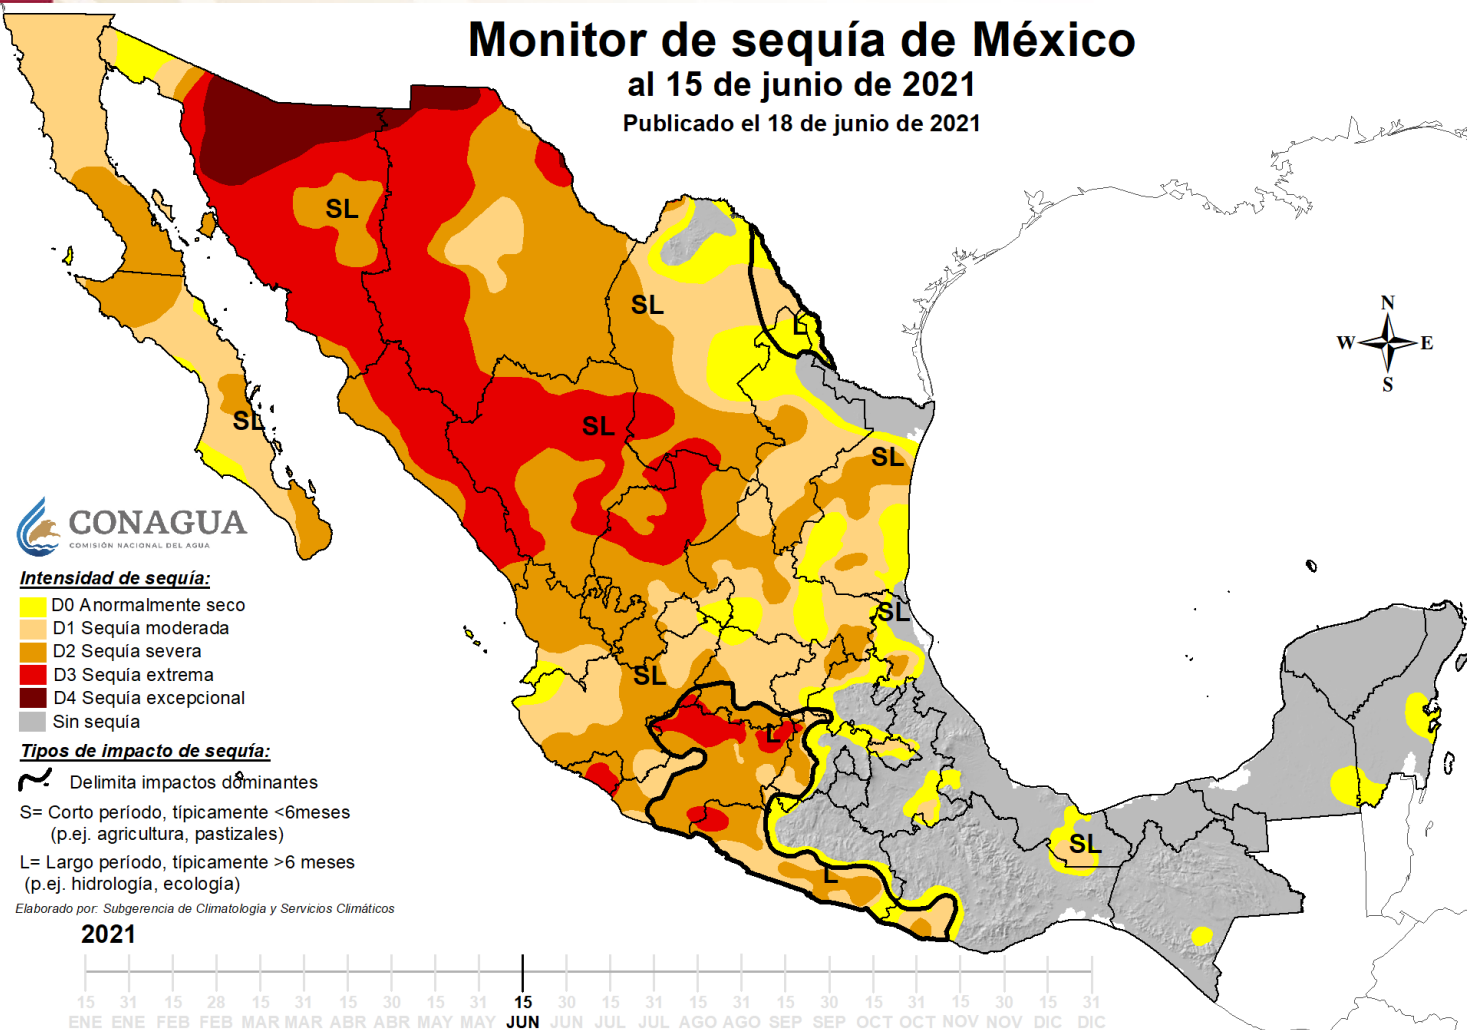 Monitor de sequía de México
al 15 de junio de 2021
Publicado el 18 de junio de 2021
N
W E
S
SL
SL
L
SL
SL
SL
SL
SL
L
SL
L
CONAGUA
COMISIÓN NACIONAL DEL AGUA
Intensidad de sequía:
D0 Anormalmente seco
D1 Sequía moderada
D2 Sequía severa
D3 Sequía extrema
D4 Sequía excepcional
Sin sequía
Tipos de impacto de sequía:
Delimita impactos dominantes
S= Corto período, típicamente <6meses
(p.ej. agricultura, pastizales)
L= Largo período, típicamente >6 meses
(p.ej. hidrología, ecología)
Elaborado por: Subgerencia de Climatología y Servicios Climáticos
2021
15 31 15 28 15 31 15 30 15 31 15 30 15 31 15 31 15 30 15 31 15 30 15 31
ENE ENE FEB FEB MAR MAR ABR ABR MAY MAY JUN JUN JUL JUL AGO AGO SEP SEP OCT OCT NOV NOV DIC DIC